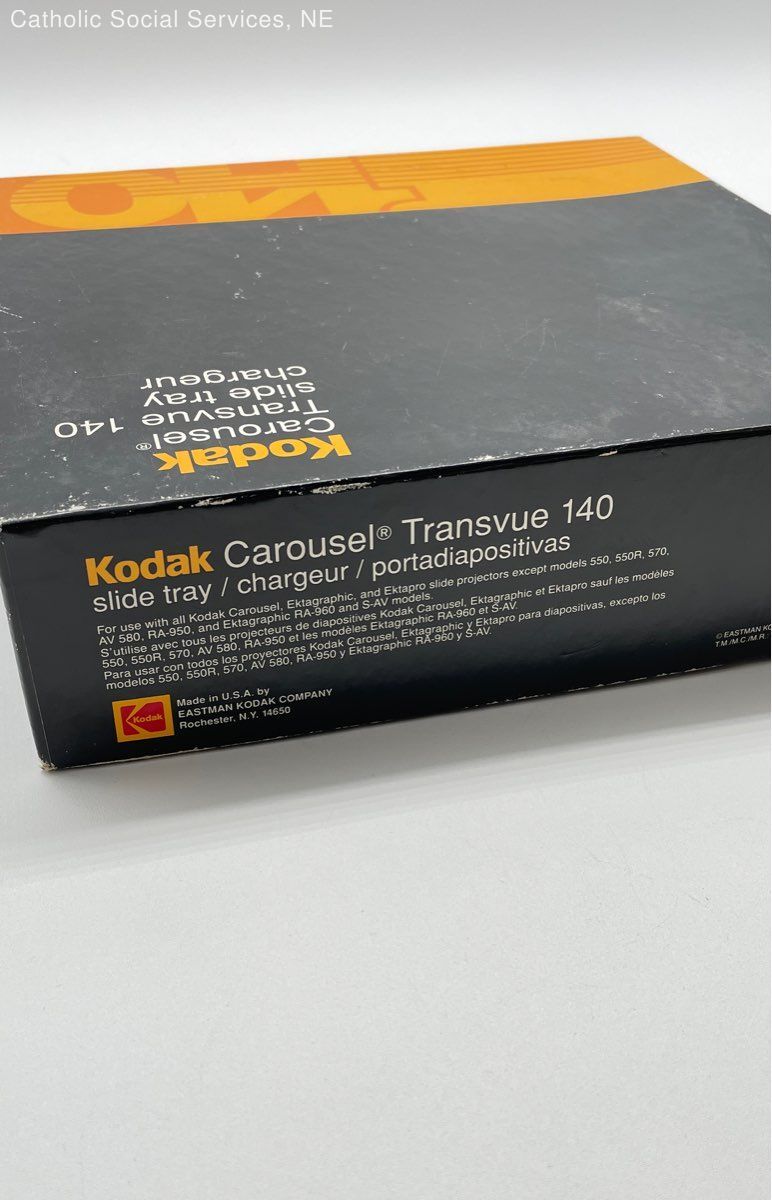 Catholic Social Services, NE
140
Kodak
Carousel®
Transvue 140
slide tray
chargeur
Kodak Carousel® Transvue 140
slide tray / chargeur / portadiapositivas
For use with all Kodak Carousel, Ektagraphic, and Ektapro slide projectors except models 550, 550R, 570,
AV 580, RA-950, and Ektagraphic RA-960 and S-AV models.
S'utilise avec tous les projecteurs de diapositives Kodak Carousel, Ektagraphic et Ektapro sauf les modèles
550, 550R, 570, AV 580, RA-950 et les modèles Ektagraphic RA-960 et S-AV.
Para usar con todos los proyectores Kodak Carousel, Ektagraphic y Ektapro para diapositivas, excepto los
modelos 550, 550R, 570, AV 580, RA-950 y Ektagraphic RA-960 y S-AV.
Kodak
Made in U.S.A. by
EASTMAN KODAK COMPANY
Rochester, N.Y. 14650
© EASTMAN KO
TM./M.C./M.R.